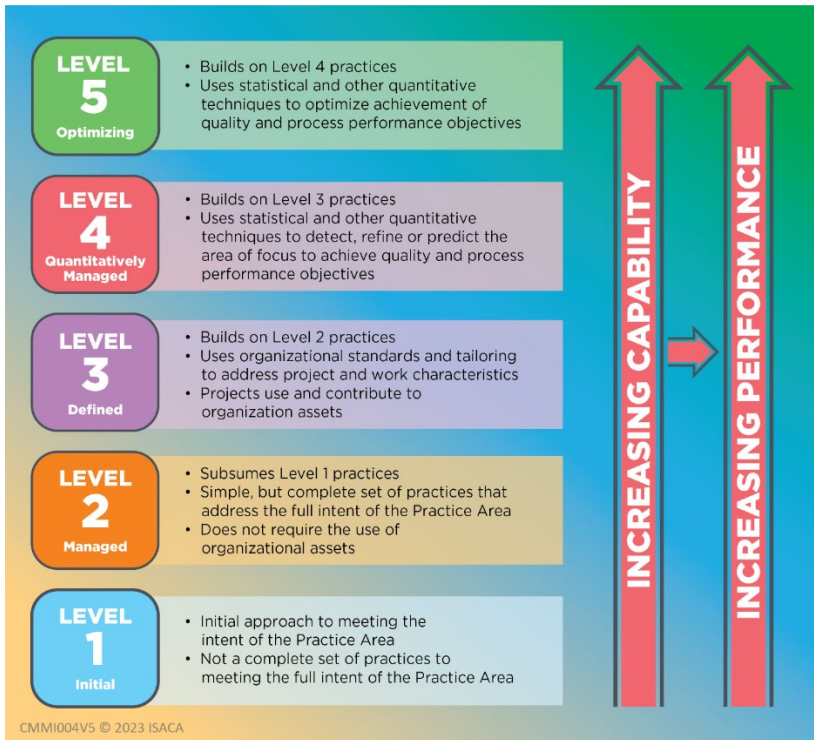 LEVEL
5
Optimizing
• Builds on Level 4 practices
• Uses statistical and other quantitative
techniques to optimize achievement of
quality and process performance objectives
LEVEL
4
Quantitatively
Managed
• Builds on Level 3 practices
• Uses statistical and other quantitative
techniques to detect, refine or predict the
area of focus to achieve quality and process
performance objectives
LEVEL
3
Defined
• Builds on Level 2 practices
• Uses organizational standards and tailoring
to address project and work characteristics
• Projects use and contribute to
organization assets
LEVEL
2
Managed
• Subsumes Level 1 practices
• Simple, but complete set of practices that
address the full intent of the Practice Area
• Does not require the use of
organizational assets
LEVEL
1
Initial
• Initial approach to meeting the
intent of the Practice Area
• Not a complete set of practices to
meeting the full intent of the Practice Area
INCREASING CAPABILITY
INCREASING PERFORMANCE
CMMI004V5 © 2023 ISACA